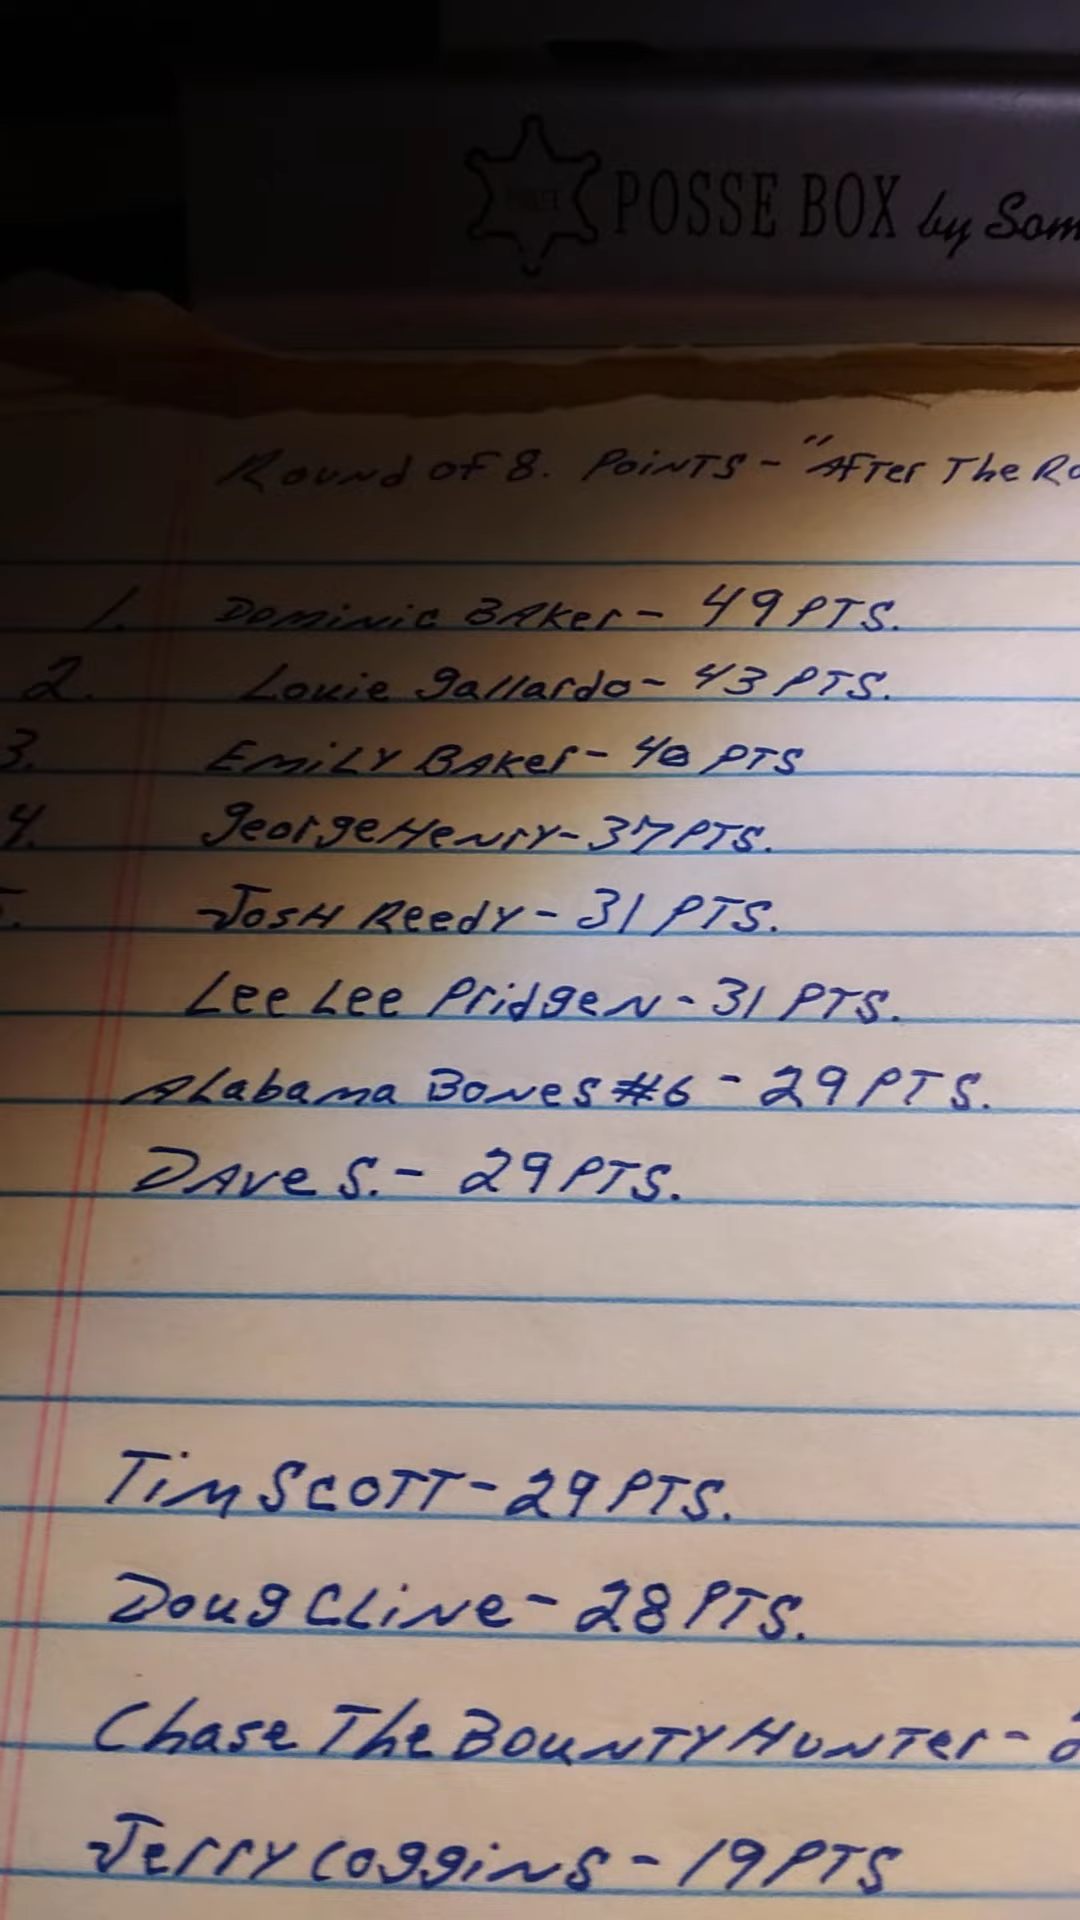 POSSE BOX by Sam
Round of 8. Points - "After The Ro
1. Dominic Baker - 49 PTS.
2. Louie Gallardo - 43 PTS.
3. Emily Baker - 40 PTS
4. George Henry - 37 PTS.
Josh Reedy - 31 PTS.
Lee Lee Pridgen - 31 PTS.
Alabama Bones #6 - 29 PTS.
Dave S. - 29 PTS.
Tim Scott - 29 PTS.
Doug Cline - 28 PTS.
Chase The Bounty Hunter - 2
Jerry Coggins - 19 PTS